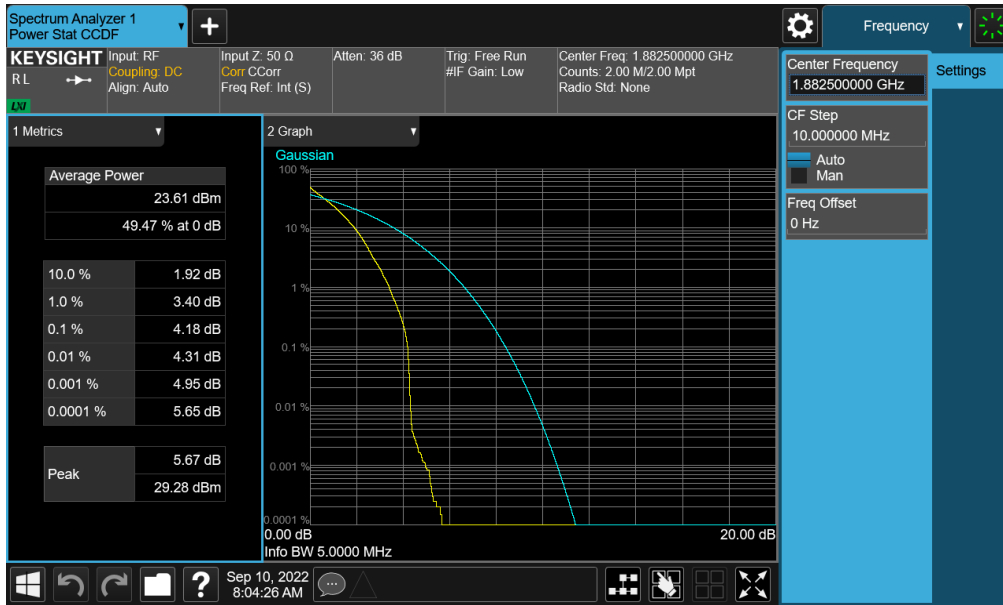 Spectrum Analyzer 1
Power Stat CCDF
Frequency
KEYSIGHT
R L
LXI
Input: RF
Coupling: DC
Align: Auto
Input Z: 50 Ω
Corr CCorr
Freq Ref: Int (S)
Atten: 36 dB
Trig: Free Run
#IF Gain: Low
Center Freq: 1.882500000 GHz
Counts: 2.00 M/2.00 Mpt
Radio Std: None
Center Frequency
1.882500000 GHz
Settings
CF Step
10.000000 MHz
Auto
Man
Freq Offset
0 Hz
1 Metrics
Average Power
23.61 dBm
49.47 % at 0 dB
10.0 % 1.92 dB
1.0 % 3.40 dB
0.1 % 4.18 dB
0.01 % 4.31 dB
0.001 % 4.95 dB
0.0001 % 5.65 dB
Peak
5.67 dB
29.28 dBm
2 Graph
Gaussian
100 %
10 %
1 %
0.1 %
0.01 %
0.001 %
0.0001 %
0.00 dB 20.00 dB
Info BW 5.0000 MHz
?
Sep 10, 2022
8:04:26 AM